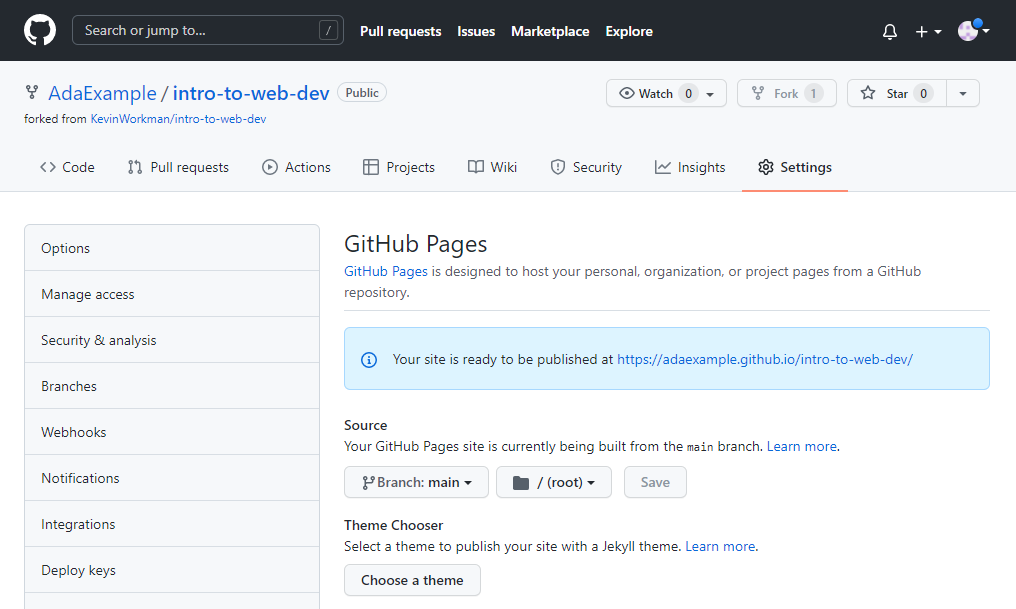 Search or jump to... / Pull requests Issues Marketplace Explore
AdaExample / intro-to-web-dev Public Watch 0 Fork 1 Star 0
forked from KevinWorkman/intro-to-web-dev
Code Pull requests Actions Projects Wiki Security Insights Settings
Options
Manage access
Security & analysis
Branches
Webhooks
Notifications
Integrations
Deploy keys
GitHub Pages
GitHub Pages is designed to host your personal, organization, or project pages from a GitHub
repository.
Your site is ready to be published at https://adaexample.github.io/intro-to-web-dev/
Source
Your GitHub Pages site is currently being built from the main branch. Learn more.
Branch: main / (root) Save
Theme Chooser
Select a theme to publish your site with a Jekyll theme. Learn more.
Choose a theme